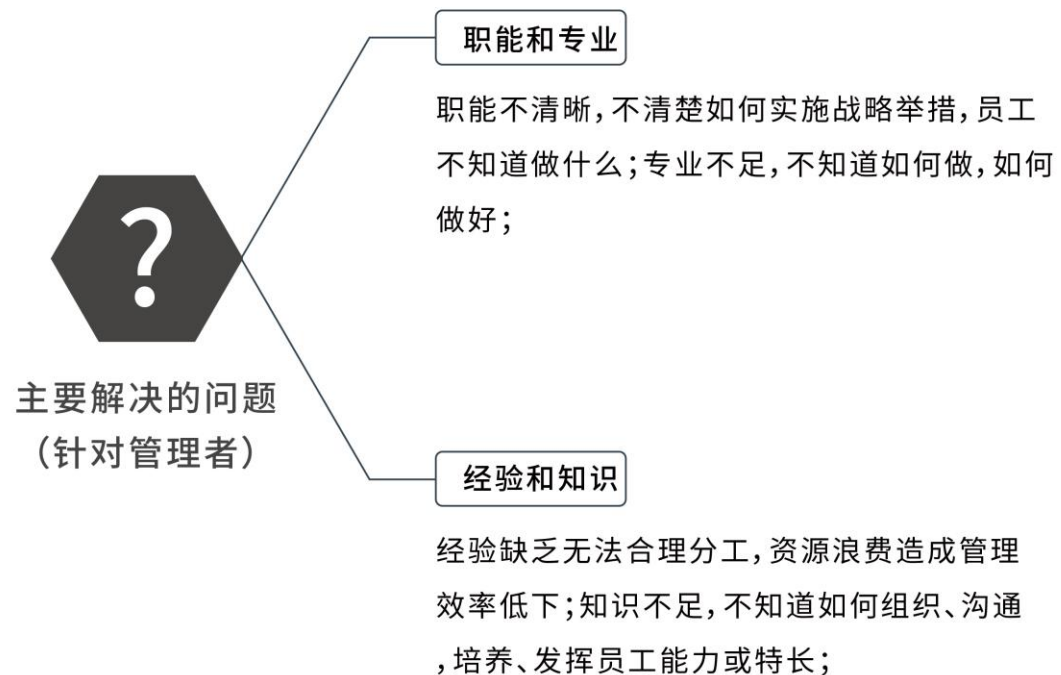 ?
主要解决的问题
（针对管理者）
职能和专业
职能不清晰，不清楚如何实施战略举措，员工
不知道做什么；专业不足，不知道如何做，如何
做好；
经验和知识
经验缺乏无法合理分工，资源浪费造成管理
效率低下；知识不足，不知道如何组织、沟通
，培养、发挥员工能力或特长；